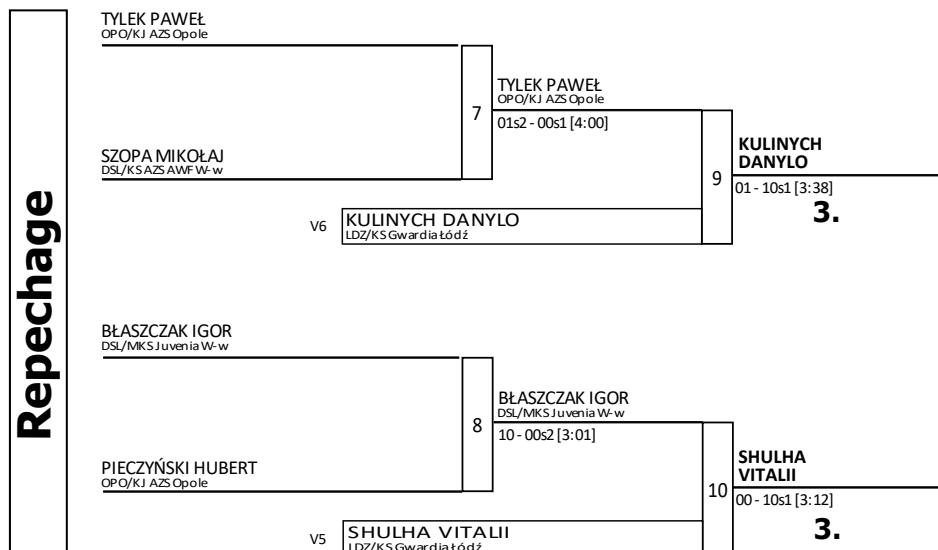 Repechage
TYLEK PAWEŁ
OPO/KJ AZS Opole
7
TYLEK PAWEŁ
OPO/KJ AZS Opole
01s2 - 00s1 [4:00]
SZOPA MIKOŁAJ
DSL/KS AZS AWF W-w
9
KULINYCH
DANYLO
01 - 10s1 [3:38]
3.
V6
KULINYCH DANYLO
LDZ/KS Gwardia Łódź
BŁASZCZAK IGOR
DSL/MKS Juvenia W-w
8
BŁASZCZAK IGOR
DSL/MKS Juvenia W-w
10 - 00s2 [3:01]
PIECZYŃSKI HUBERT
OPO/KJ AZS Opole
10
SHULHA
VITALII
00 - 10s1 [3:12]
3.
V5
SHULHA VITALII
LDZ/KS Gwardia Łódź